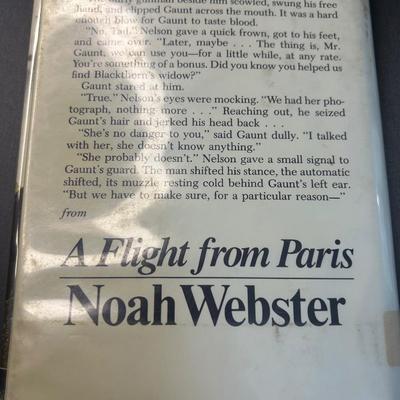 burly gunman beside him scowled, swung his free
hand, and clipped Gaunt across the mouth. It was a hard
enough blow for Gaunt to taste blood.
"No, Tad." Nelson gave a quick frown, got to his feet,
and came over. "Later, maybe . . . The thing is, Mr.
Gaunt, we can use you—for a little while, at any rate.
You're something of a bonus. Did you know you helped us
find Blackthorn's widow?"
Gaunt stared at him.
"True." Nelson's eyes were mocking. "We had her pho-
tograph, nothing more . . ." Reaching out, he seized
Gaunt's hair and jerked his head back . . .
"She's no danger to you," said Gaunt dully. "I talked
with her, she doesn't know anything."
"She probably doesn't." Nelson gave a small signal to
Gaunt's guard. The man shifted his stance, the automatic
shifted, its muzzle resting cold behind Gaunt's left ear.
"But we have to make sure, for a particular reason—"
from
A Flight from Paris
Noah Webster